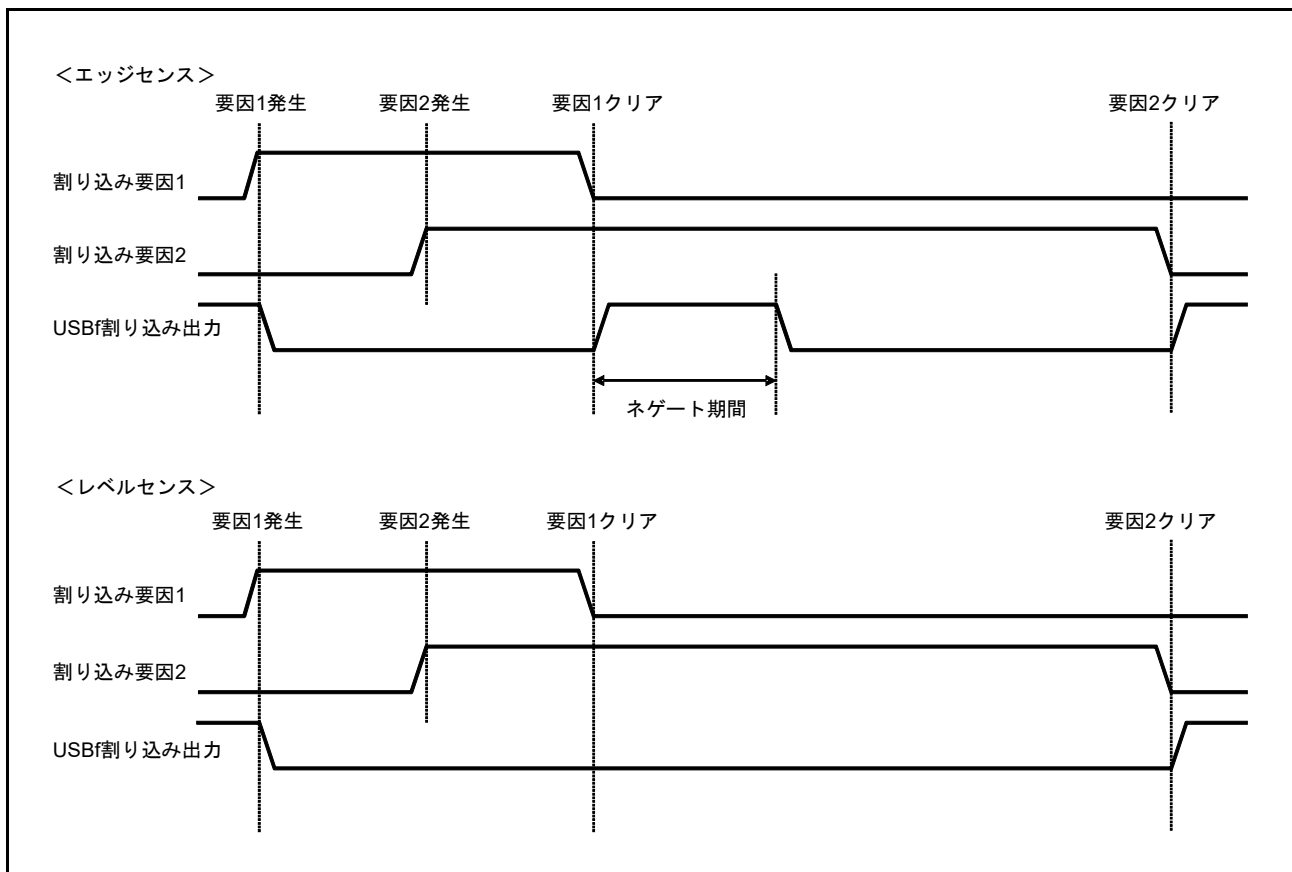 ＜エッジセンス＞
要因1発生 要因2発生 要因1クリア 要因2クリア
割り込み要因1
割り込み要因2
USBf割り込み出力
ネゲート期間
＜レベルセンス＞
要因1発生 要因2発生 要因1クリア 要因2クリア
割り込み要因1
割り込み要因2
USBf割り込み出力